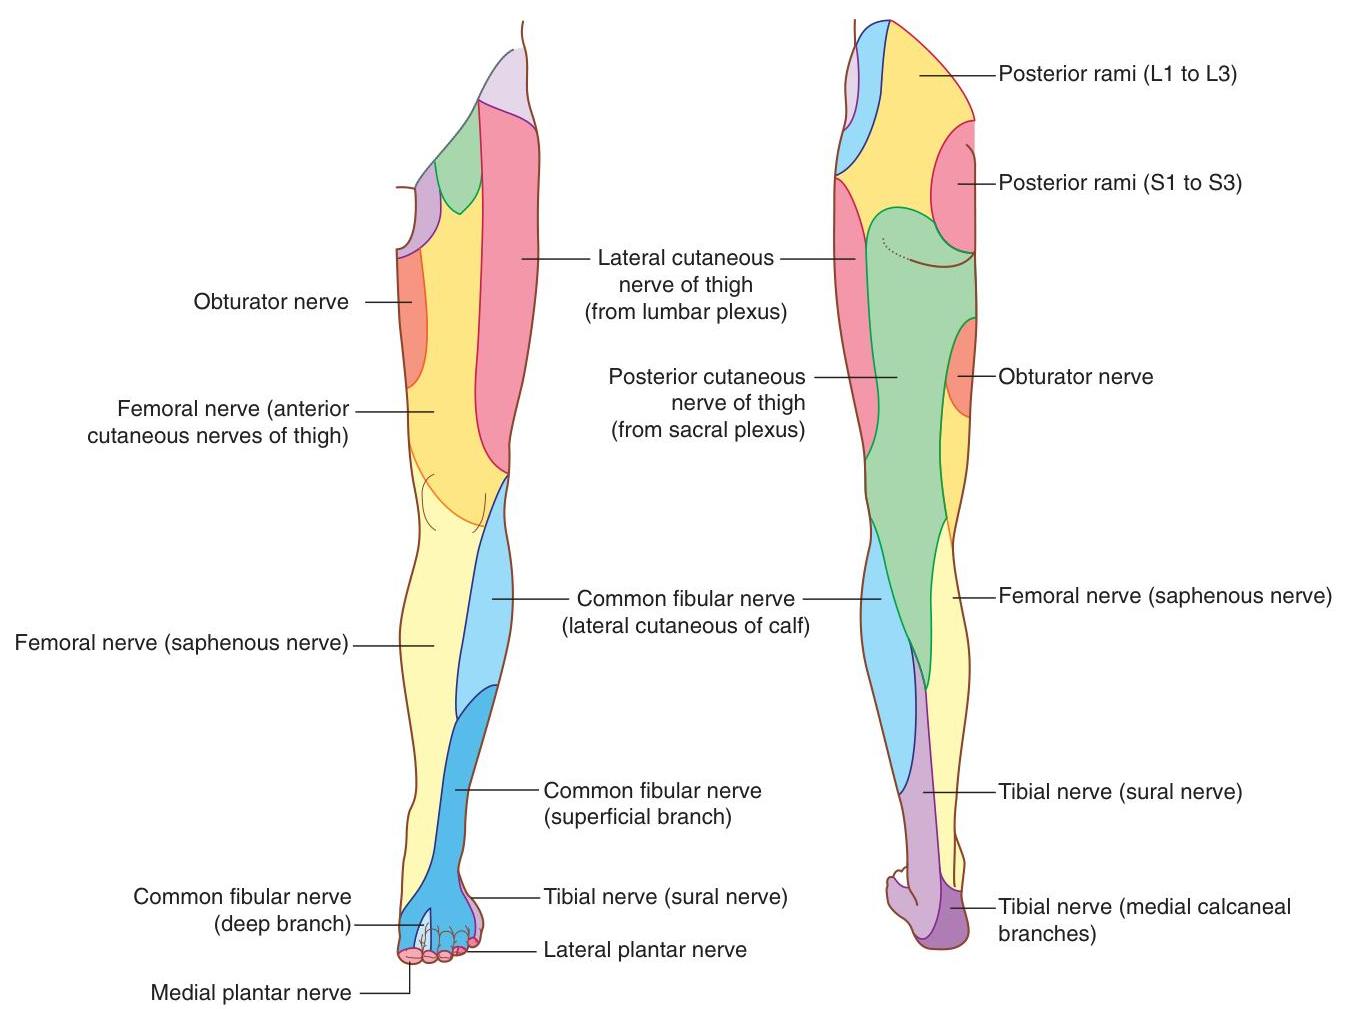 Posterior rami (L1 to L3)
Posterior rami (S1 to S3)
Lateral cutaneous
nerve of thigh
(from lumbar plexus)
Obturator nerve
Posterior cutaneous
nerve of thigh
(from sacral plexus)
Obturator nerve
Femoral nerve (anterior
cutaneous nerves of thigh)
Common fibular nerve
(lateral cutaneous of calf)
Femoral nerve (saphenous nerve)
Femoral nerve (saphenous nerve)
Common fibular nerve
(superficial branch)
Tibial nerve (sural nerve)
Common fibular nerve
(deep branch)
Tibial nerve (sural nerve)
Tibial nerve (medial calcaneal
branches)
Lateral plantar nerve
Medial plantar nerve